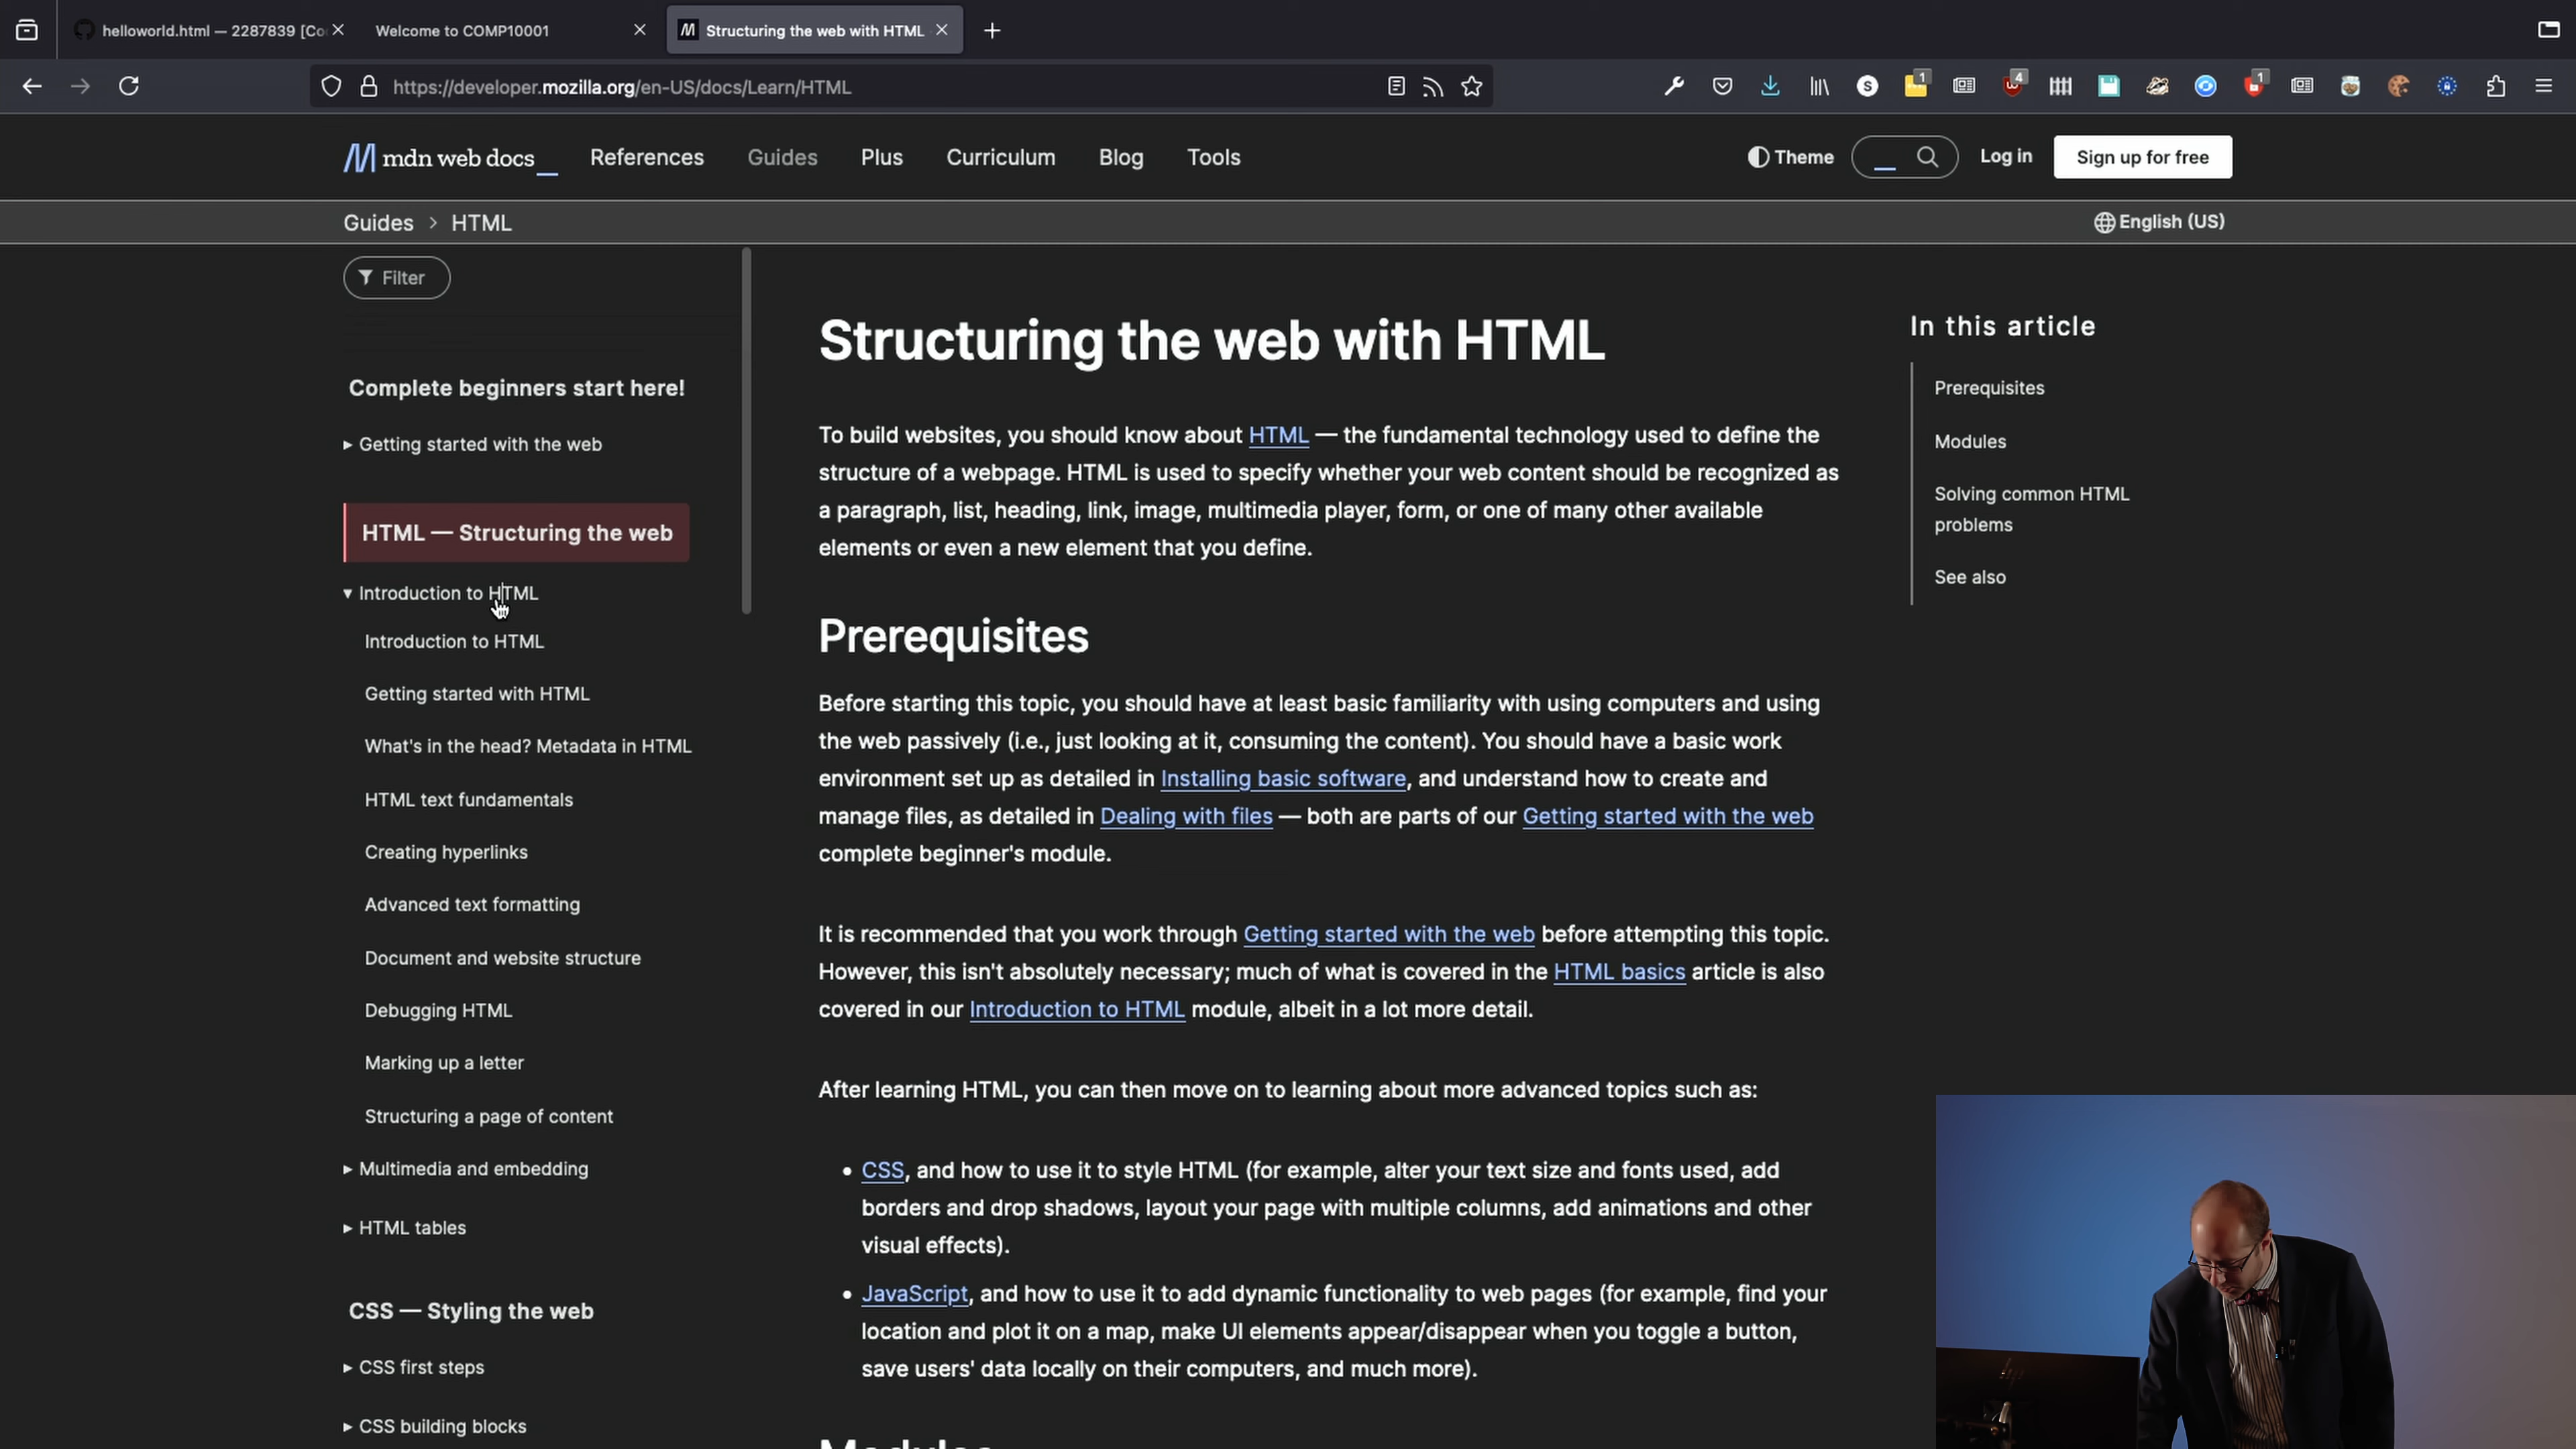 helloworld.html — 2287839 [Co
Welcome to COMP10001
Structuring the web with HTML
https://developer.mozilla.org/en-US/docs/Learn/HTML
1
4
1
mdn web docs_
References
Guides
Plus
Curriculum
Blog
Tools
Theme
Log in
Sign up for free
Guides > HTML
English (US)
Filter
Complete beginners start here!
Getting started with the web
HTML — Structuring the web
Introduction to HTML
Introduction to HTML
Getting started with HTML
What's in the head? Metadata in HTML
HTML text fundamentals
Creating hyperlinks
Advanced text formatting
Document and website structure
Debugging HTML
Marking up a letter
Structuring a page of content
Multimedia and embedding
HTML tables
CSS — Styling the web
CSS first steps
CSS building blocks
Structuring the web with HTML
To build websites, you should know about HTML — the fundamental technology used to define the
structure of a webpage. HTML is used to specify whether your web content should be recognized as
a paragraph, list, heading, link, image, multimedia player, form, or one of many other available
elements or even a new element that you define.
Prerequisites
Before starting this topic, you should have at least basic familiarity with using computers and using
the web passively (i.e., just looking at it, consuming the content). You should have a basic work
environment set up as detailed in Installing basic software, and understand how to create and
manage files, as detailed in Dealing with files — both are parts of our Getting started with the web
complete beginner's module.
It is recommended that you work through Getting started with the web before attempting this topic.
However, this isn't absolutely necessary; much of what is covered in the HTML basics article is also
covered in our Introduction to HTML module, albeit in a lot more detail.
After learning HTML, you can then move on to learning about more advanced topics such as:
• CSS, and how to use it to style HTML (for example, alter your text size and fonts used, add
borders and drop shadows, layout your page with multiple columns, add animations and other
visual effects).
• JavaScript, and how to use it to add dynamic functionality to web pages (for example, find your
location and plot it on a map, make UI elements appear/disappear when you toggle a button,
save users' data locally on their computers, and much more).
Modules
In this article
Prerequisites
Modules
Solving common HTML
problems
See also